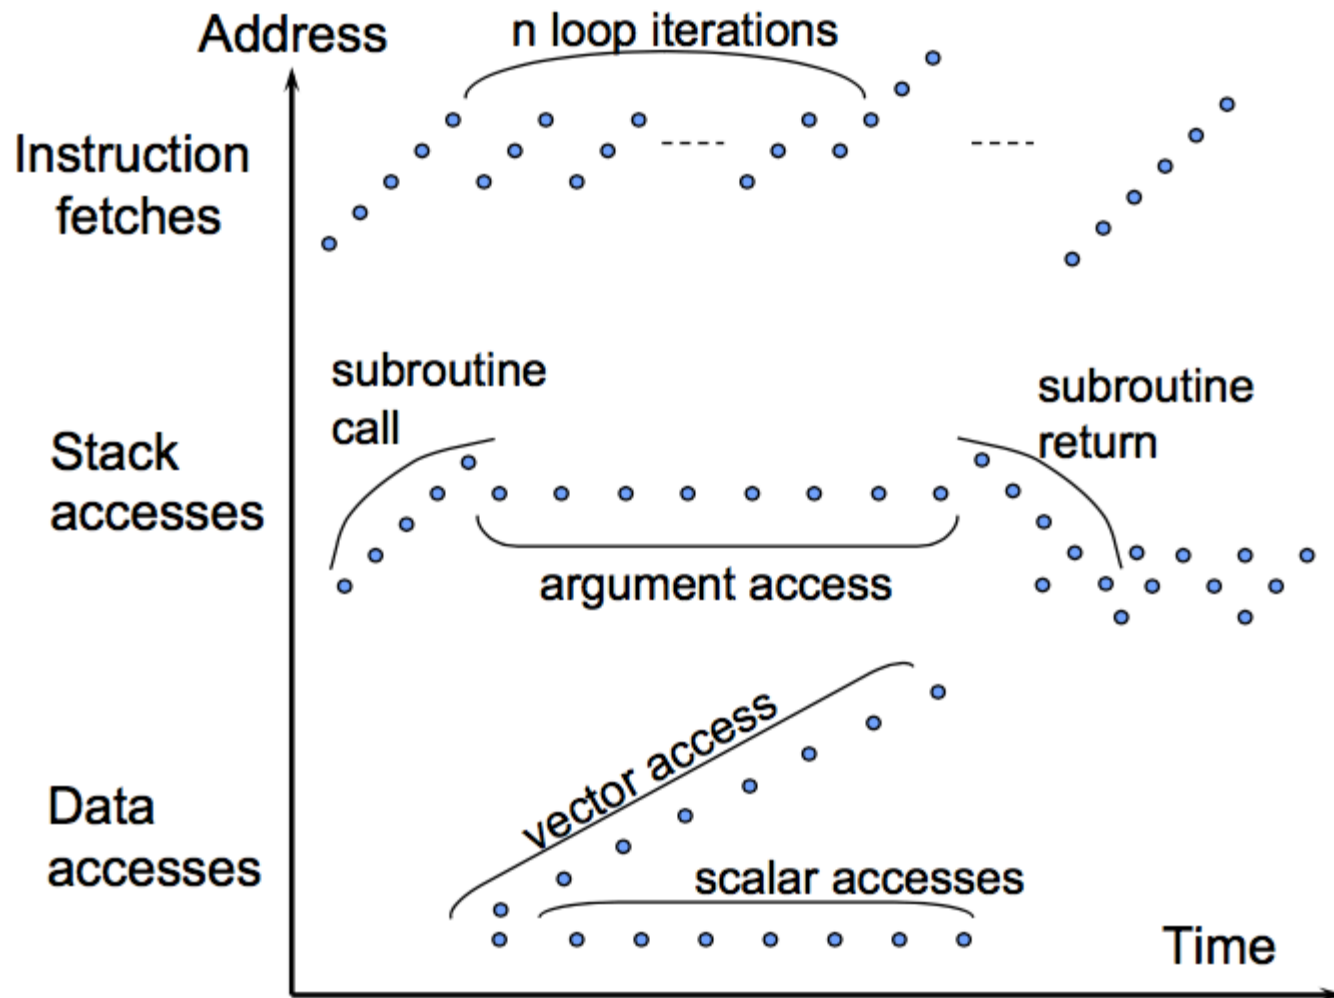 Address
n loop iterations
Instruction
fetches
subroutine
call
subroutine
return
Stack
accesses
argument access
vector access
Data
accesses
scalar accesses
Time